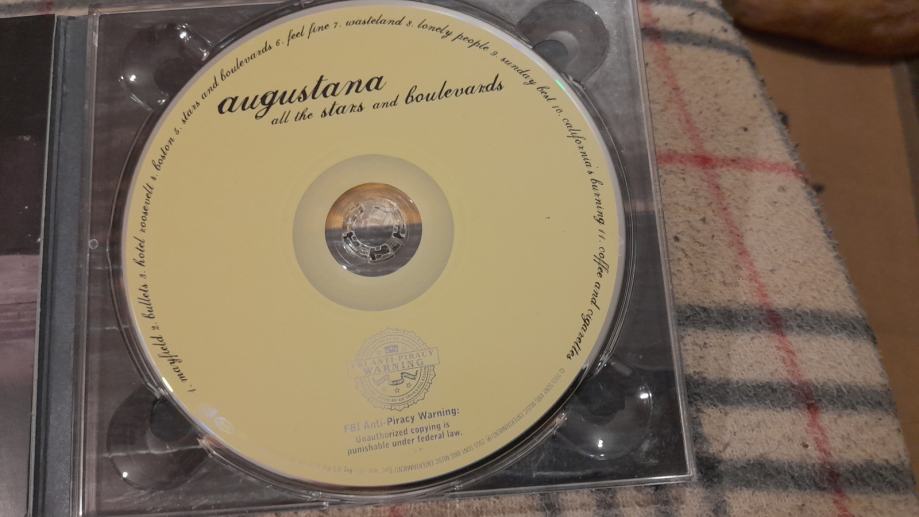 augustana
all the stars and boulevards
1. mayfield 2. bullets 3. hotel roosevelt 4. boston 5. stars and boulevards 6. feel fine 7. wasteland 8. lonely people 9. sunday best 10. california's burning 11. coffee and cigarettes
FBI ANTI-PIRACY
WARNING
FBI Anti-Piracy Warning:
Unauthorized copying is
punishable under federal law.